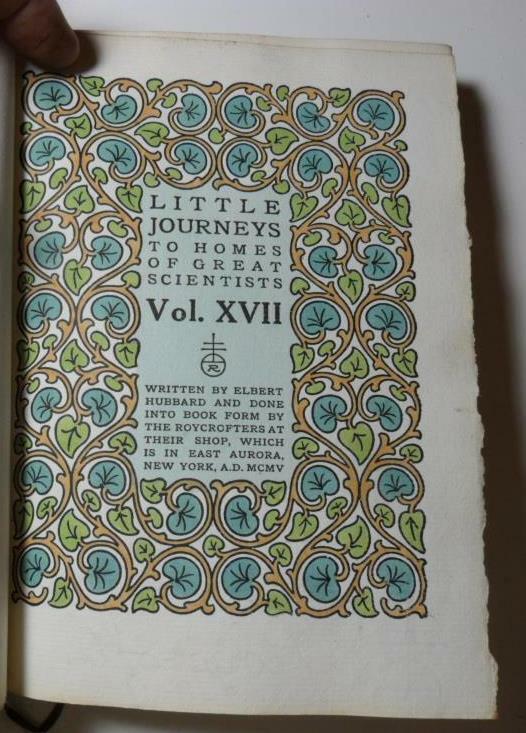 LITTLE
JOURNEYS
TO HOMES
OF GREAT
SCIENTISTS
Vol. XVII
R
WRITTEN BY ELBERT
HUBBARD AND DONE
INTO BOOK FORM BY
THE ROYCROFTERS AT
THEIR SHOP, WHICH
IS IN EAST AURORA,
NEW YORK, A.D. MCMV